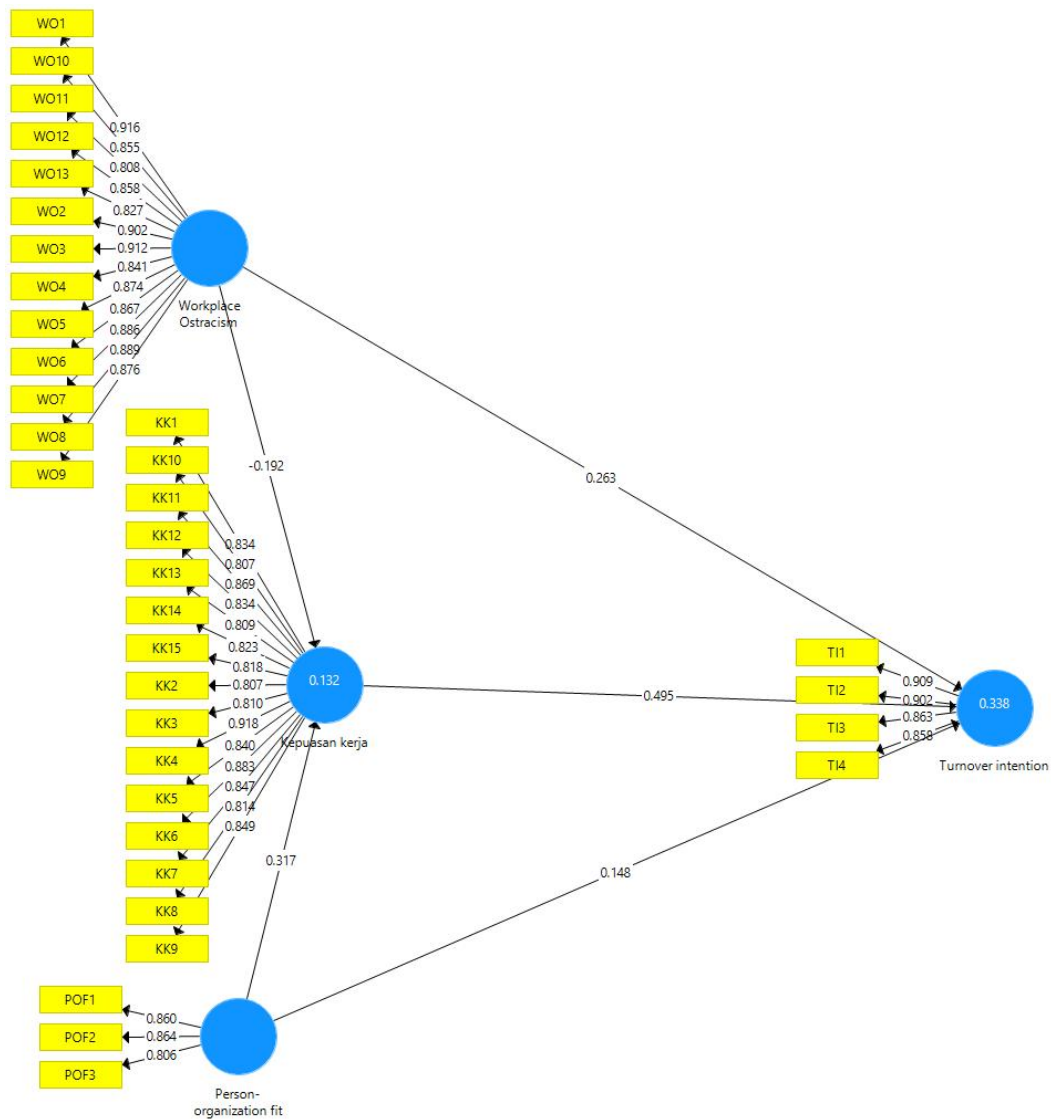 WO1
WO10
WO11
WO12
WO13
WO2
WO3
WO4
WO5
WO6
WO7
WO8
WO9
0.916
0.855
0.808
0.858
0.827
0.902
0.912
0.841
0.874
0.867
0.886
0.889
0.876
Workplace
Ostracism
-0.192
0.263
KK1
KK10
KK11
KK12
KK13
KK14
KK15
KK2
KK3
KK4
KK5
KK6
KK7
KK8
KK9
0.834
0.807
0.869
0.834
0.809
0.823
0.818
0.807
0.810
0.918
0.840
0.883
0.847
0.814
0.849
0.132
Kepuasan kerja
0.495
TI1
TI2
TI3
TI4
0.909
0.902
0.863
0.858
0.338
Turnover intention
0.317
0.148
POF1
POF2
POF3
0.860
0.864
0.806
Person-
organization fit